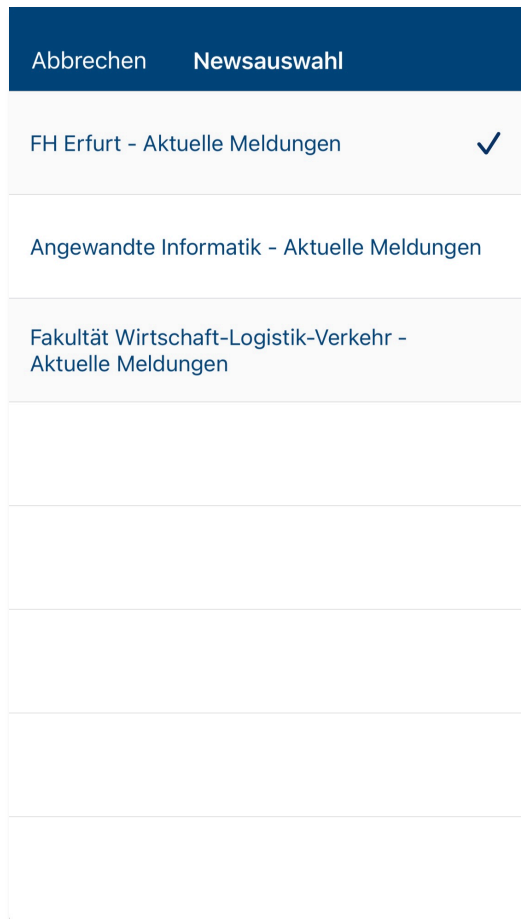 Abbrechen Newsauswahl
FH Erfurt - Aktuelle Meldungen
Angewandte Informatik - Aktuelle Meldungen
Fakultät Wirtschaft-Logistik-Verkehr -
Aktuelle Meldungen